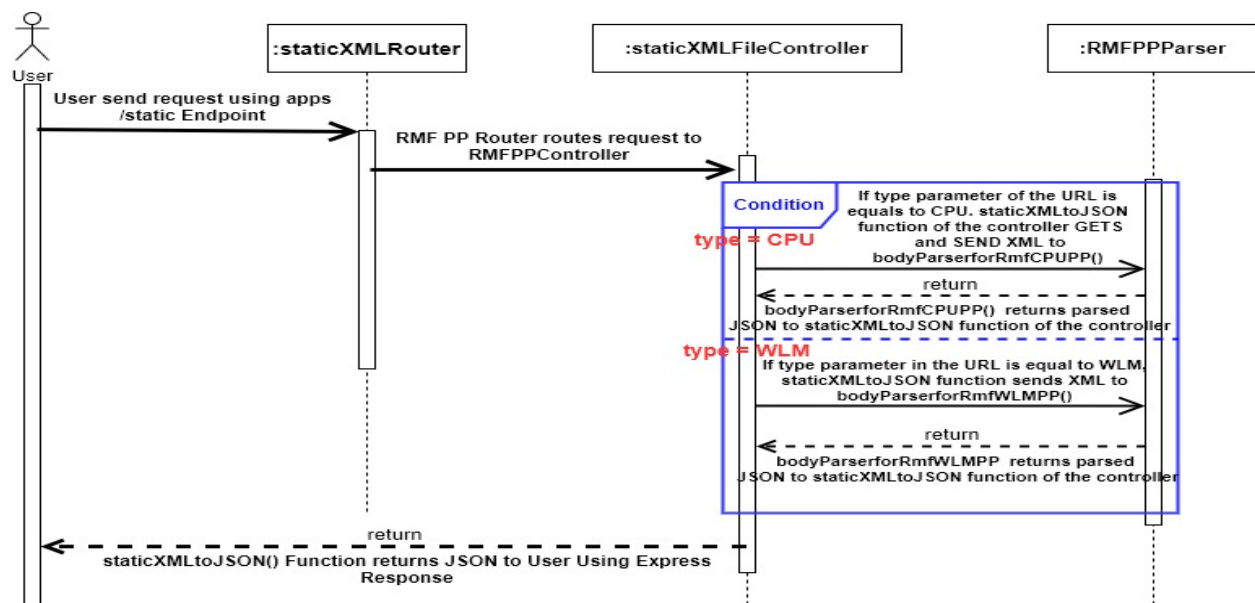 User
:staticXMLRouter
:staticXMLFileController
:RMFPPParser
User send request using apps
/static Endpoint
RMF PP Router routes request to
RMFPPController
Condition
type = CPU
If type parameter of the URL is
equals to CPU. staticXMLtoJSON
function of the controller GETS
and SEND XML to
bodyParserforRmfCPUPP()
return
bodyParserforRmfCPUPP() returns parsed
JSON to staticXMLtoJSON function of the controller
type = WLM
If type parameter in the URL is equal to WLM,
staticXMLtoJSON function sends XML to
bodyParserforRmfWLMPP()
return
bodyParserforRmfWLMPP returns parsed
JSON to staticXMLtoJSON function of the controller
return
staticXMLtoJSON() Function returns JSON to User Using Express
Response